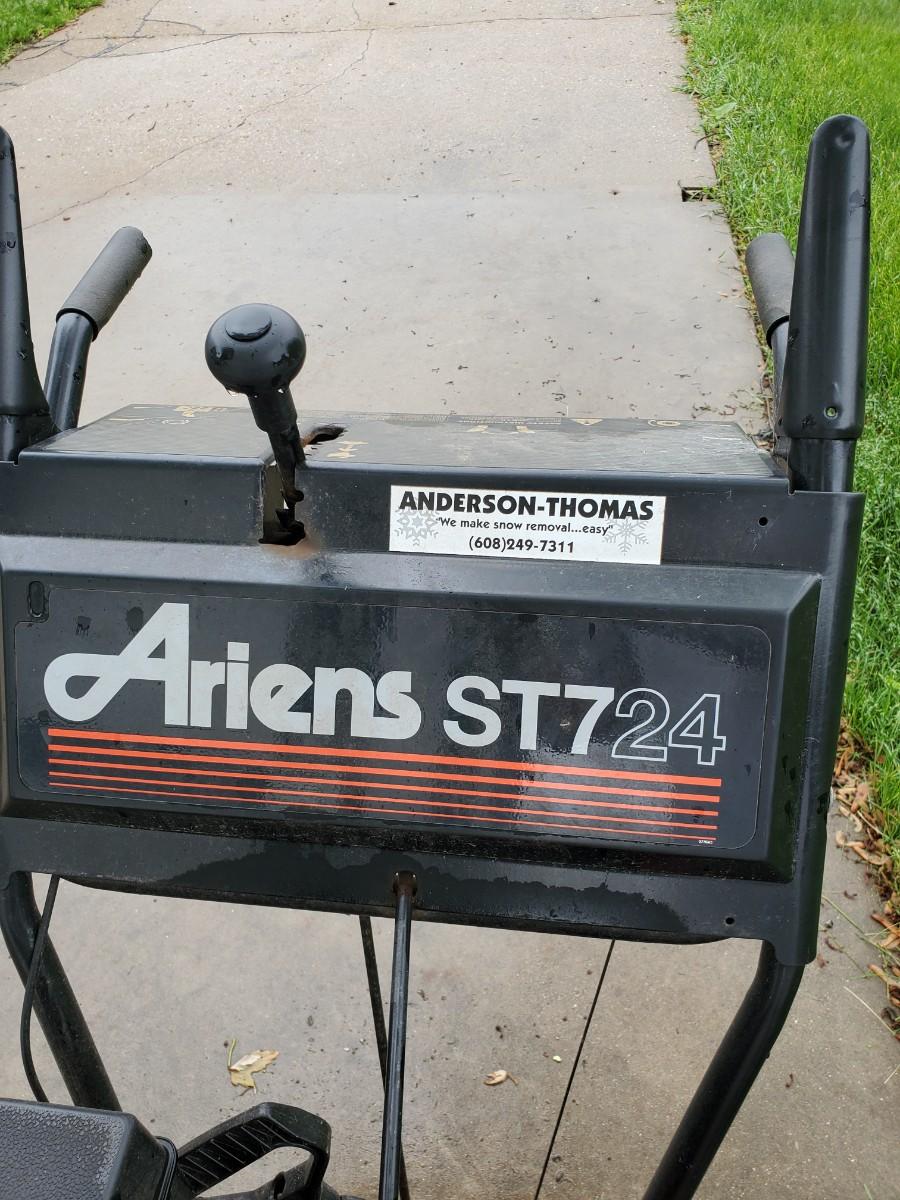 ANDERSON-THOMAS
"We make snow removal...easy"
(608)249-7311
Ariens ST724